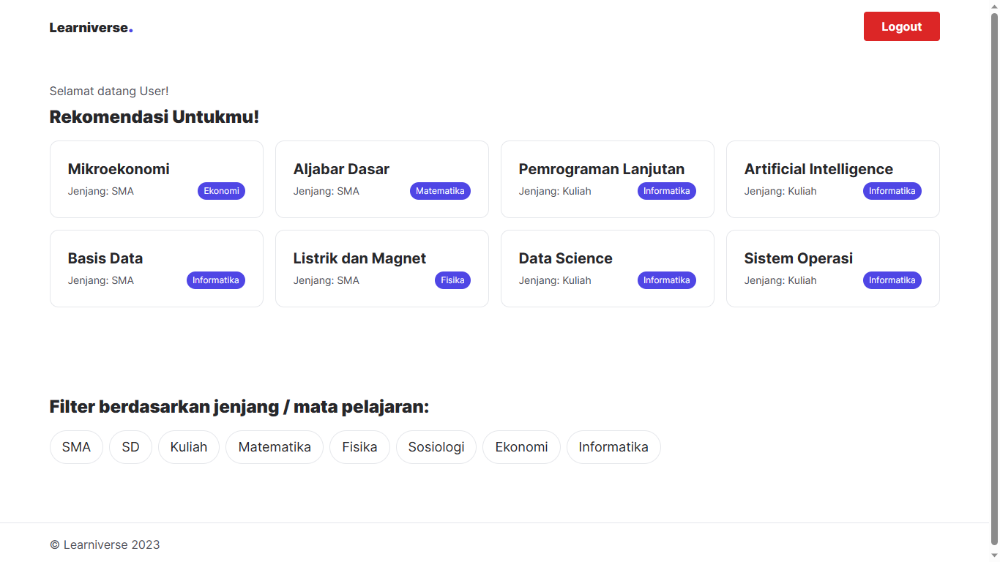 Learniverse.
Logout
Selamat datang User!
Rekomendasi Untukmu!
Mikroekonomi
Jenjang: SMA
Ekonomi
Aljabar Dasar
Jenjang: SMA
Matematika
Pemrograman Lanjutan
Jenjang: Kuliah
Informatika
Artificial Intelligence
Jenjang: Kuliah
Informatika
Basis Data
Jenjang: SMA
Informatika
Listrik dan Magnet
Jenjang: SMA
Fisika
Data Science
Jenjang: Kuliah
Informatika
Sistem Operasi
Jenjang: Kuliah
Informatika
Filter berdasarkan jenjang / mata pelajaran:
SMA
SD
Kuliah
Matematika
Fisika
Sosiologi
Ekonomi
Informatika
© Learniverse 2023